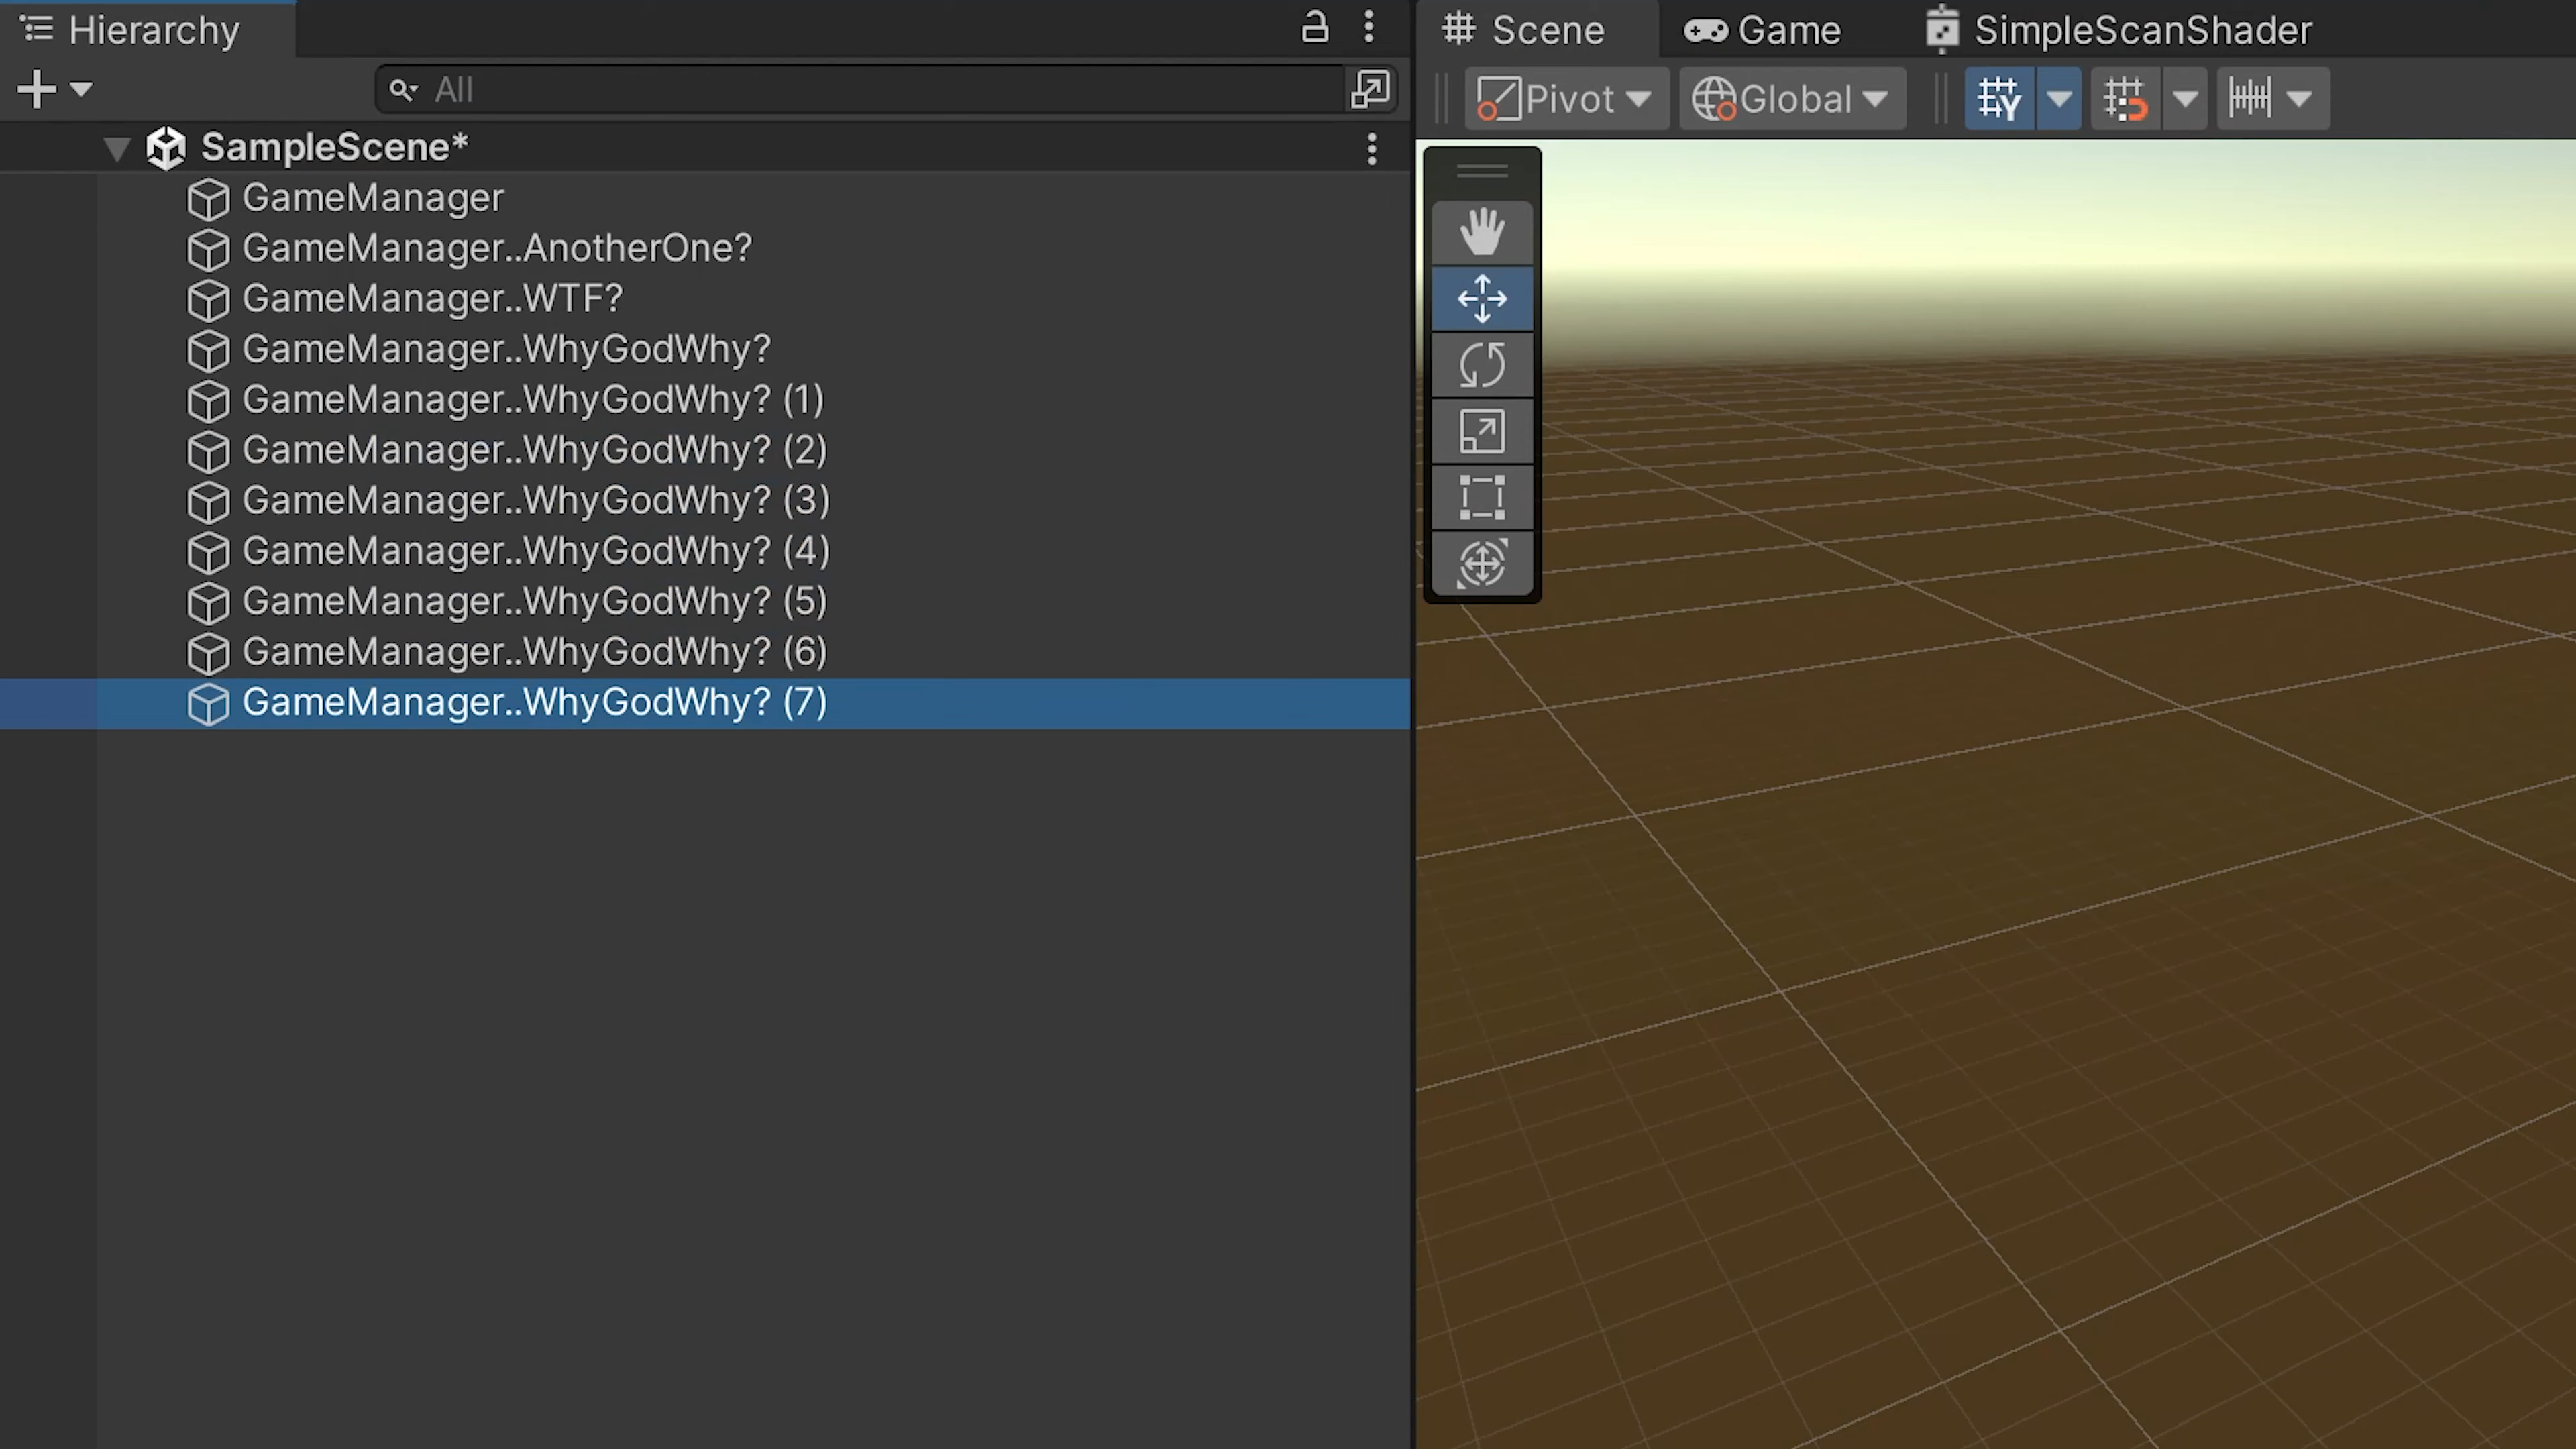 Hierarchy
All
SampleScene*
GameManager
GameManager..AnotherOne?
GameManager..WTF?
GameManager..WhyGodWhy?
GameManager..WhyGodWhy? (1)
GameManager..WhyGodWhy? (2)
GameManager..WhyGodWhy? (3)
GameManager..WhyGodWhy? (4)
GameManager..WhyGodWhy? (5)
GameManager..WhyGodWhy? (6)
GameManager..WhyGodWhy? (7)
Scene Game SimpleScanShader
Pivot Global